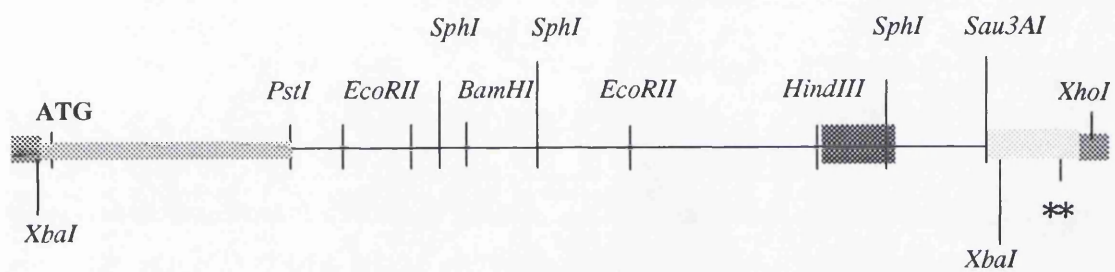 SphI SphI SphI Sau3AI
PstI EcoRII BamHI EcoRII HindIII XhoI
ATG
**
XbaI XbaI